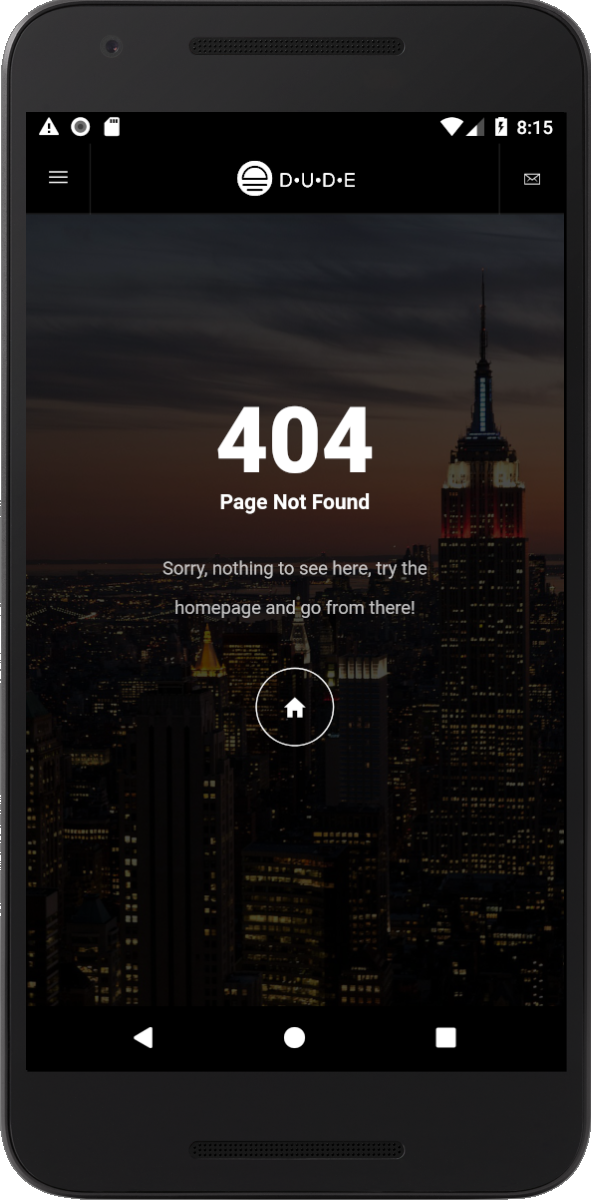 8:15
D•U•D•E
404
Page Not Found
Sorry, nothing to see here, try the
homepage and go from there!